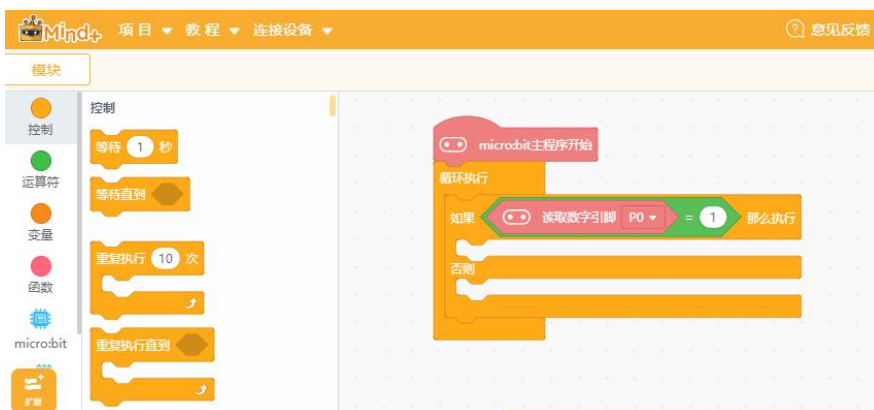 Mind+ 项目 教程 连接设备 意见反馈
模块
控制
运算符
变量
函数
micro:bit
扩展
控制
等待 1 秒
等待直到
重复执行 10 次
重复执行直到
micro:bit主程序开始
循环执行
如果 读取数字引脚 P0 = 1 那么执行
否则